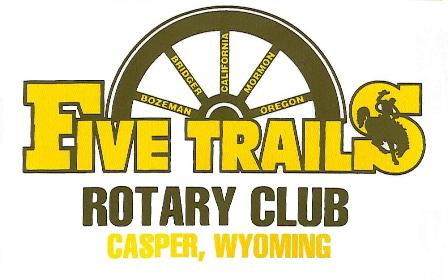 BOZEMAN
BRIDGER
CALIFORNIA
MORMON
OREGON
FIVE TRAILS
ROTARY CLUB
CASPER, WYOMING